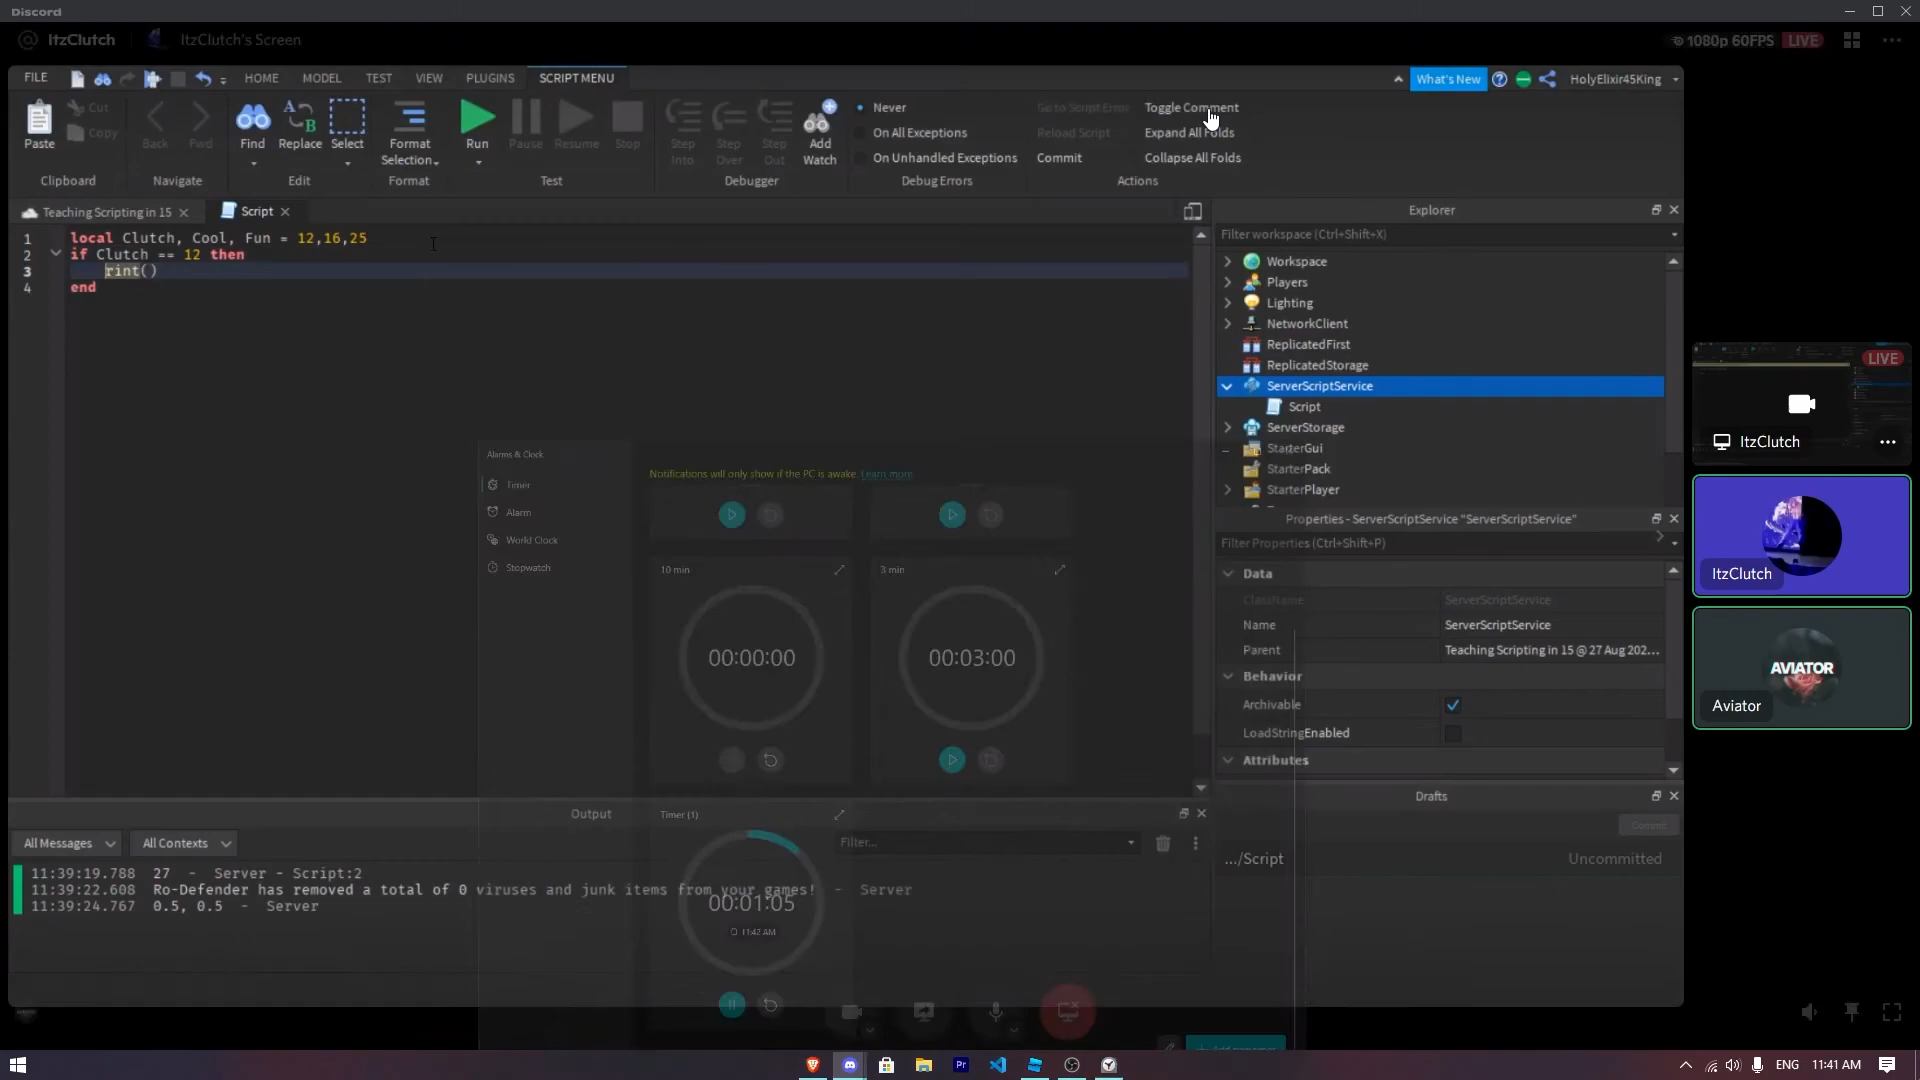 Discord
ItzClutch
ItzClutch's Screen
1080p 60FPS
LIVE
FILE
HOME
MODEL
TEST
VIEW
PLUGINS
SCRIPT MENU
What's New
HolyElixir45King
Paste
Cut
Copy
Clipboard
Back
Fwd
Navigate
Find
Replace
Select
Edit
Format
Selection
Format
Run
Pause
Resume
Stop
Test
Step
Into
Step
Over
Step
Out
Add
Watch
Debugger
Never
On All Exceptions
On Unhandled Exceptions
Debug Errors
Go to Script Error
Reload Script
Commit
Toggle Comment
Expand All Folds
Collapse All Folds
Actions
Teaching Scripting in 15
Script
1 local Clutch, Cool, Fun = 12,16,25
2 if Clutch == 12 then
3 rint()
4 end
Explorer
Filter workspace (Ctrl+Shift+X)
Workspace
Players
Lighting
NetworkClient
ReplicatedFirst
ReplicatedStorage
ServerScriptService
Script
ServerStorage
StarterGui
StarterPack
StarterPlayer
Properties - ServerScriptService "ServerScriptService"
Filter Properties (Ctrl+Shift+P)
Data
ClassName ServerScriptService
Name ServerScriptService
Parent Teaching Scripting in 15 @ 27 Aug 202...
Behavior
Archivable
LoadStringEnabled
Attributes
Drafts
Commit
.../Script Uncommitted
Alarms & Clock
Timer
Alarm
World Clock
Stopwatch
Notifications will only show if the PC is awake. Learn more
10 min
00:00:00
3 min
00:03:00
Timer (1)
00:01:05
11:42 AM
Output
All Messages
All Contexts
Filter...
11:39:19.788 27 - Server - Script:2
11:39:22.608 Ro-Defender has removed a total of 0 viruses and junk items from your games! - Server
11:39:24.767 0.5, 0.5 - Server
LIVE
ItzClutch
ItzClutch
AVIATOR
Aviator
Pr
ENG
11:41 AM